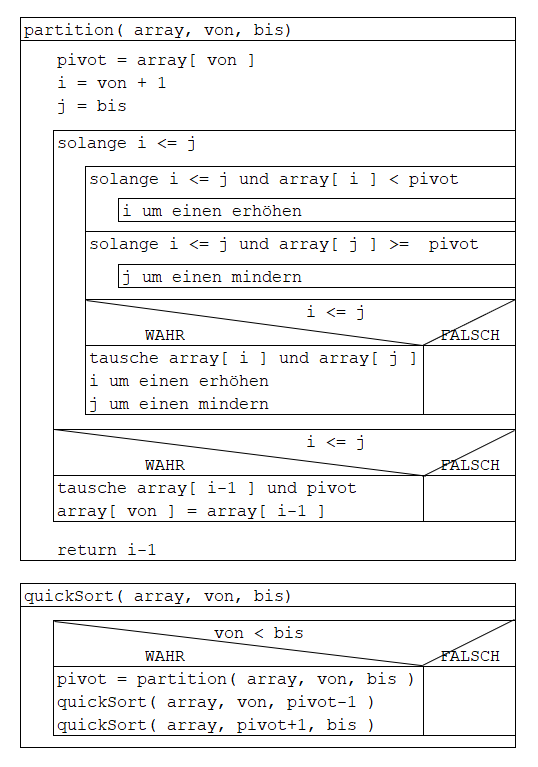 partition( array, von, bis)
pivot = array[ von ]
i = von + 1
j = bis
solange i <= j
solange i <= j und array[ i ] < pivot
i um einen erhöhen
solange i <= j und array[ j ] >=  pivot
j um einen mindern
i <= j
WAHR FALSCH
tausche array[ i ] und array[ j ]
i um einen erhöhen
j um einen mindern
i <= j
WAHR FALSCH
tausche array[ i-1 ] und pivot
array[ von ] = array[ i-1 ]
return i-1
quickSort( array, von, bis)
von < bis
WAHR FALSCH
pivot = partition( array, von, bis )
quickSort( array, von, pivot-1 )
quickSort( array, pivot+1, bis )